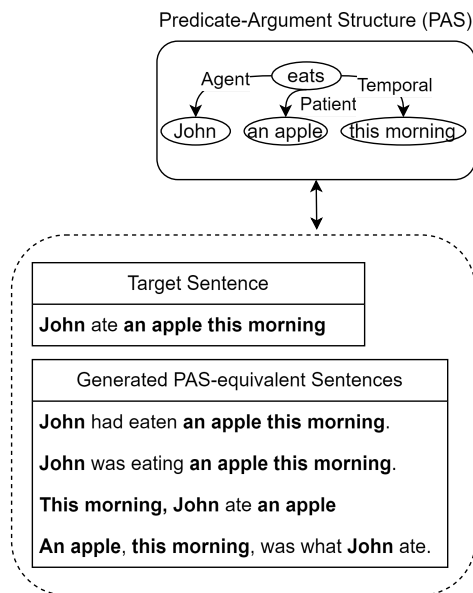 Predicate-Argument Structure (PAS)
eats
Agent
Temporal
Patient
John
an apple
this morning
Target Sentence
John ate an apple this morning
Generated PAS-equivalent Sentences
John had eaten an apple this morning.
John was eating an apple this morning.
This morning, John ate an apple
An apple, this morning, was what John ate.